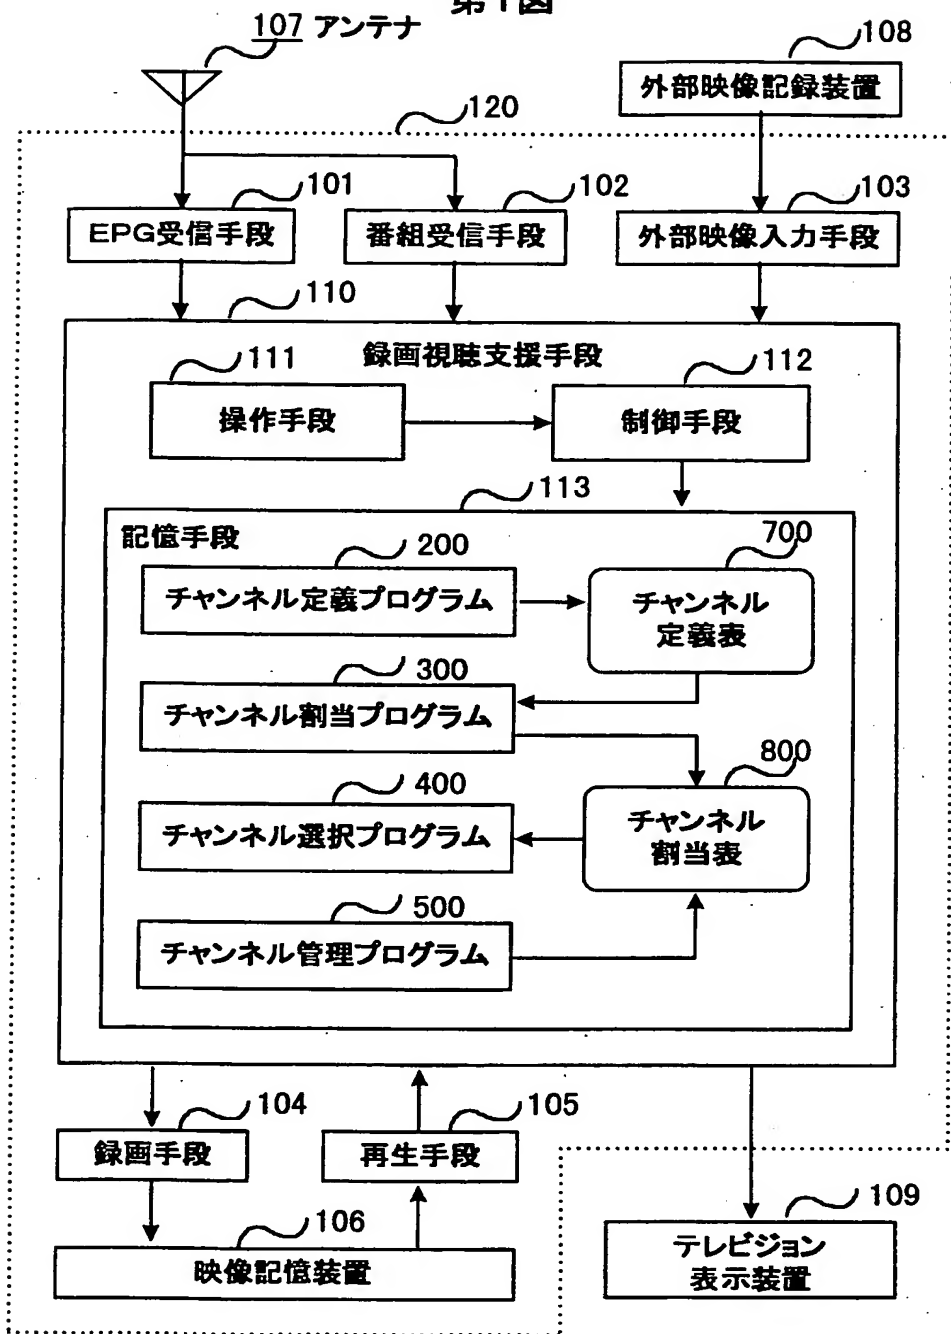 第1図
107 アンテナ
108
外部映像記録装置
120
101
102
103
EPG受信手段
番組受信手段
外部映像入力手段
110
録画視聴支援手段
111
112
操作手段
制御手段
113
記憶手段
200
700
チャンネル定義プログラム
チャンネル
定義表
300
チャンネル割当プログラム
800
400
チャンネル
割当表
チャンネル選択プログラム
500
チャンネル管理プログラム
104
105
録画手段
再生手段
106
109
映像記憶装置
テレビジョン
表示装置